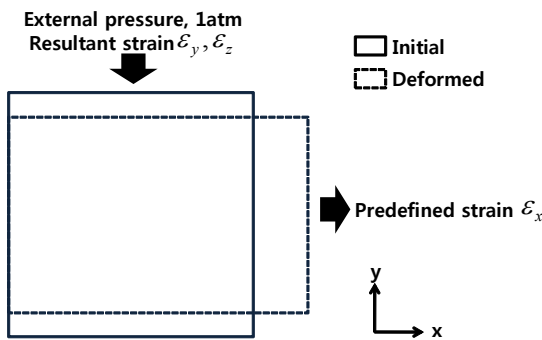 External pressure, 1atm
Resultant strain εy, εz
Initial
Deformed
Predefined strain εx
y
x